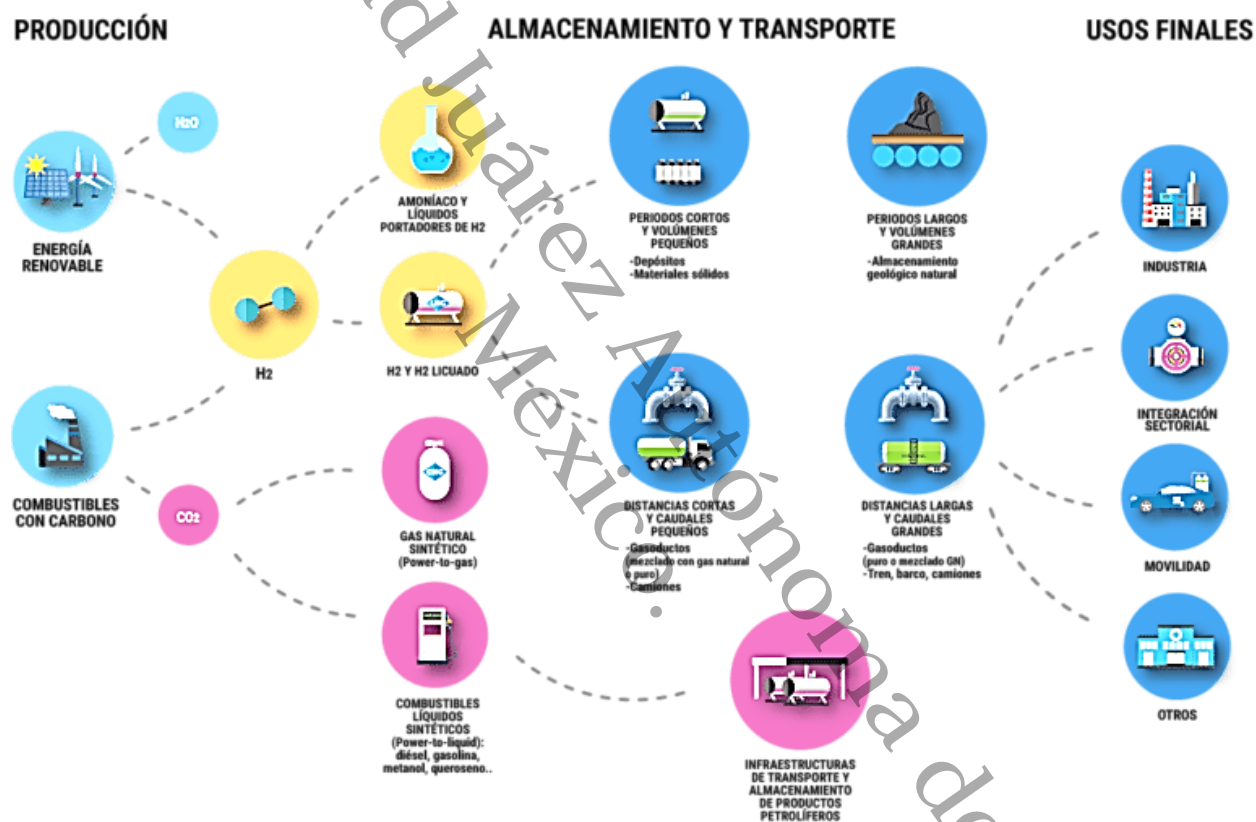 PRODUCCIÓN
ALMACENAMIENTO Y TRANSPORTE
USOS FINALES
H2O
ENERGÍA
RENOVABLE
H2
COMBUSTIBLES
CON CARBONO
CO2
AMONÍACO Y
LÍQUIDOS
PORTADORES DE H2
H2 Y H2 LICUADO
GAS NATURAL
SINTÉTICO
(Power-to-gas)
COMBUSTIBLES
LÍQUIDOS
SINTÉTICOS
(Power-to-liquid):
diésel, gasolina,
metanol, queroseno..
PERIODOS CORTOS
Y VOLÚMENES
PEQUEÑOS
-Depósitos
-Materiales sólidos
PERIODOS LARGOS
Y VOLÚMENES
GRANDES
-Almacenamiento
geológico natural
DISTANCIAS CORTAS
Y CAUDALES
PEQUEÑOS
-Gasoductos
(mezclado con gas natural
o puro)
-Camiones
DISTANCIAS LARGAS
Y CAUDALES
GRANDES
-Gasoductos
(puro o mezclado GN)
-Tren, barco, camiones
INFRAESTRUCTURAS
DE TRANSPORTE Y
ALMACENAMIENTO
DE PRODUCTOS
PETROLÍFEROS
INDUSTRIA
INTEGRACIÓN
SECTORIAL
MOVILIDAD
OTROS
Juárez Autónoma de
México.